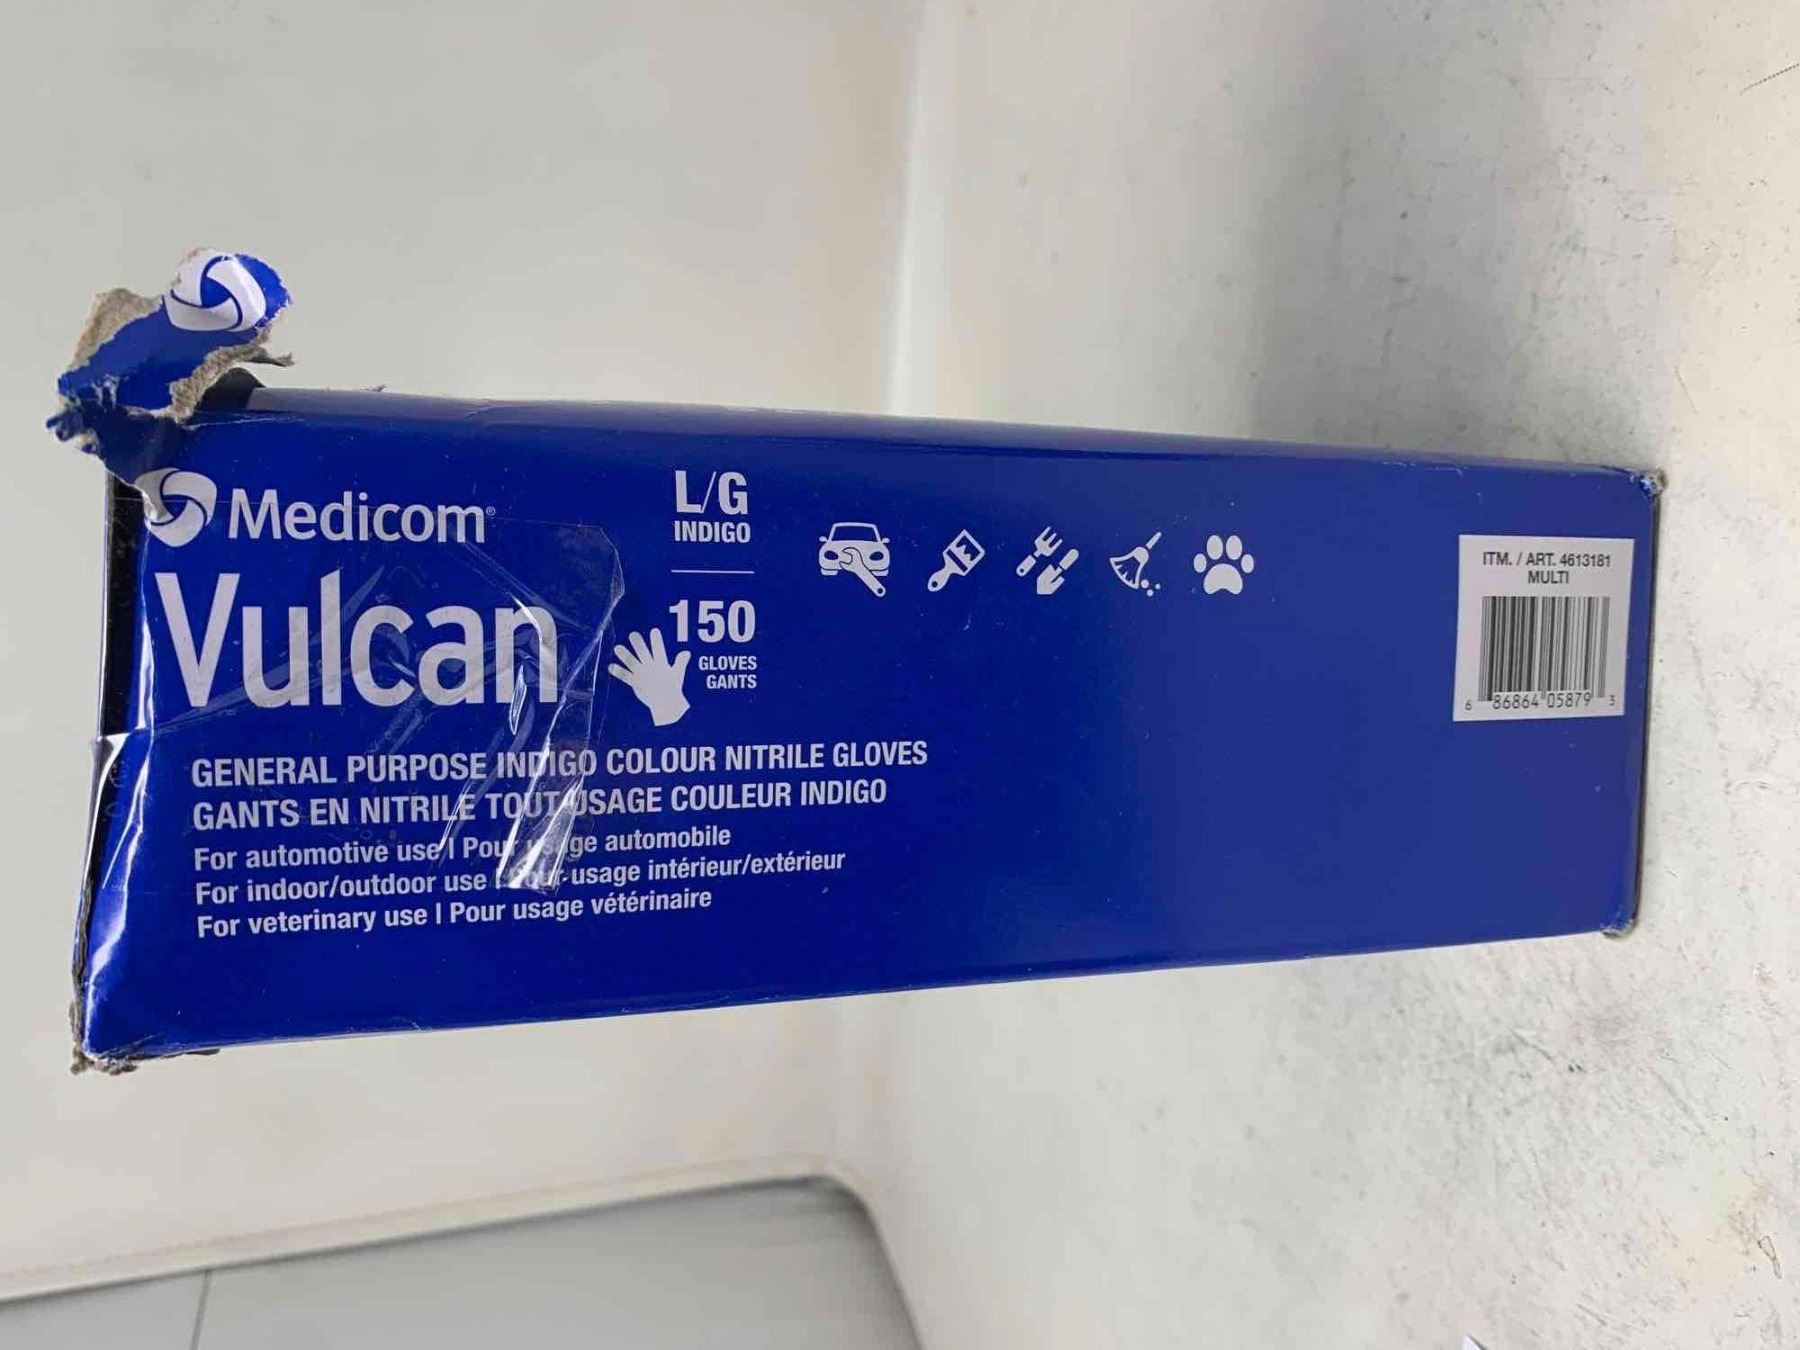 Medicom®
Vulcan
L/G
INDIGO
150
GLOVES
GANTS
GENERAL PURPOSE INDIGO COLOUR NITRILE GLOVES
GANTS EN NITRILE TOUT USAGE COULEUR INDIGO
For automotive use | Pour usage automobile
For indoor/outdoor use | Pour usage intérieur/extérieur
For veterinary use | Pour usage vétérinaire
ITM. / ART. 4613181
MULTI
6 86864 05879 3